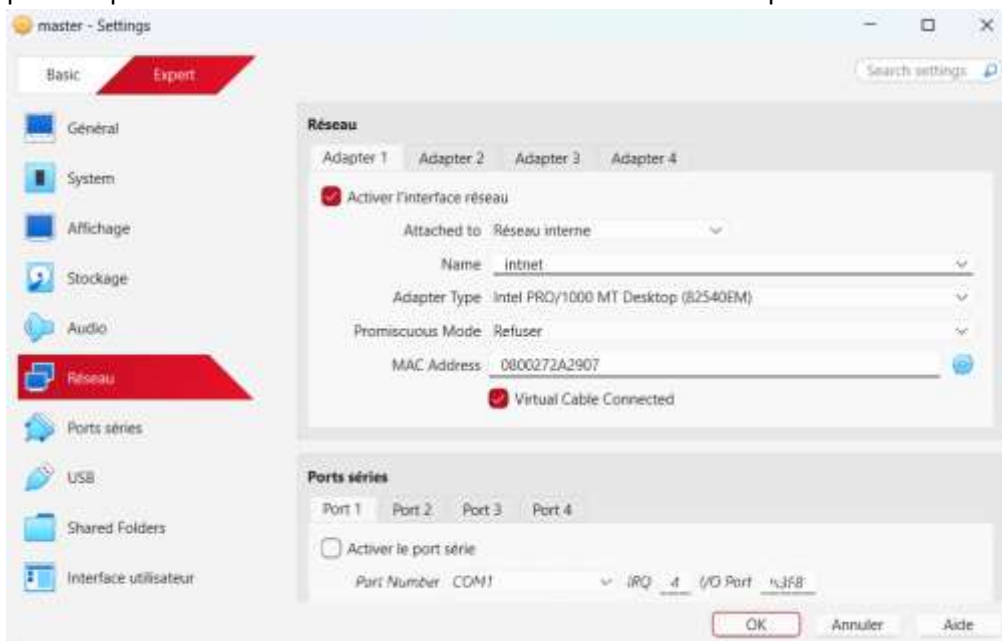 master - Settings
Basic
Expert
Search settings
Général
System
Affichage
Stockage
Audio
Réseau
Ports séries
USB
Shared Folders
Interface utilisateur
Réseau
Adapter 1 Adapter 2 Adapter 3 Adapter 4
Activer l'interface réseau
Attached to Réseau interne
Name intnet
Adapter Type Intel PRO/1000 MT Desktop (82540EM)
Promiscuous Mode Refuser
MAC Address 0800272A2907
Virtual Cable Connected
Ports séries
Port 1 Port 2 Port 3 Port 4
Activer le port série
Port Number COM1 IRQ 4 I/O Port
OK Annuler Aide